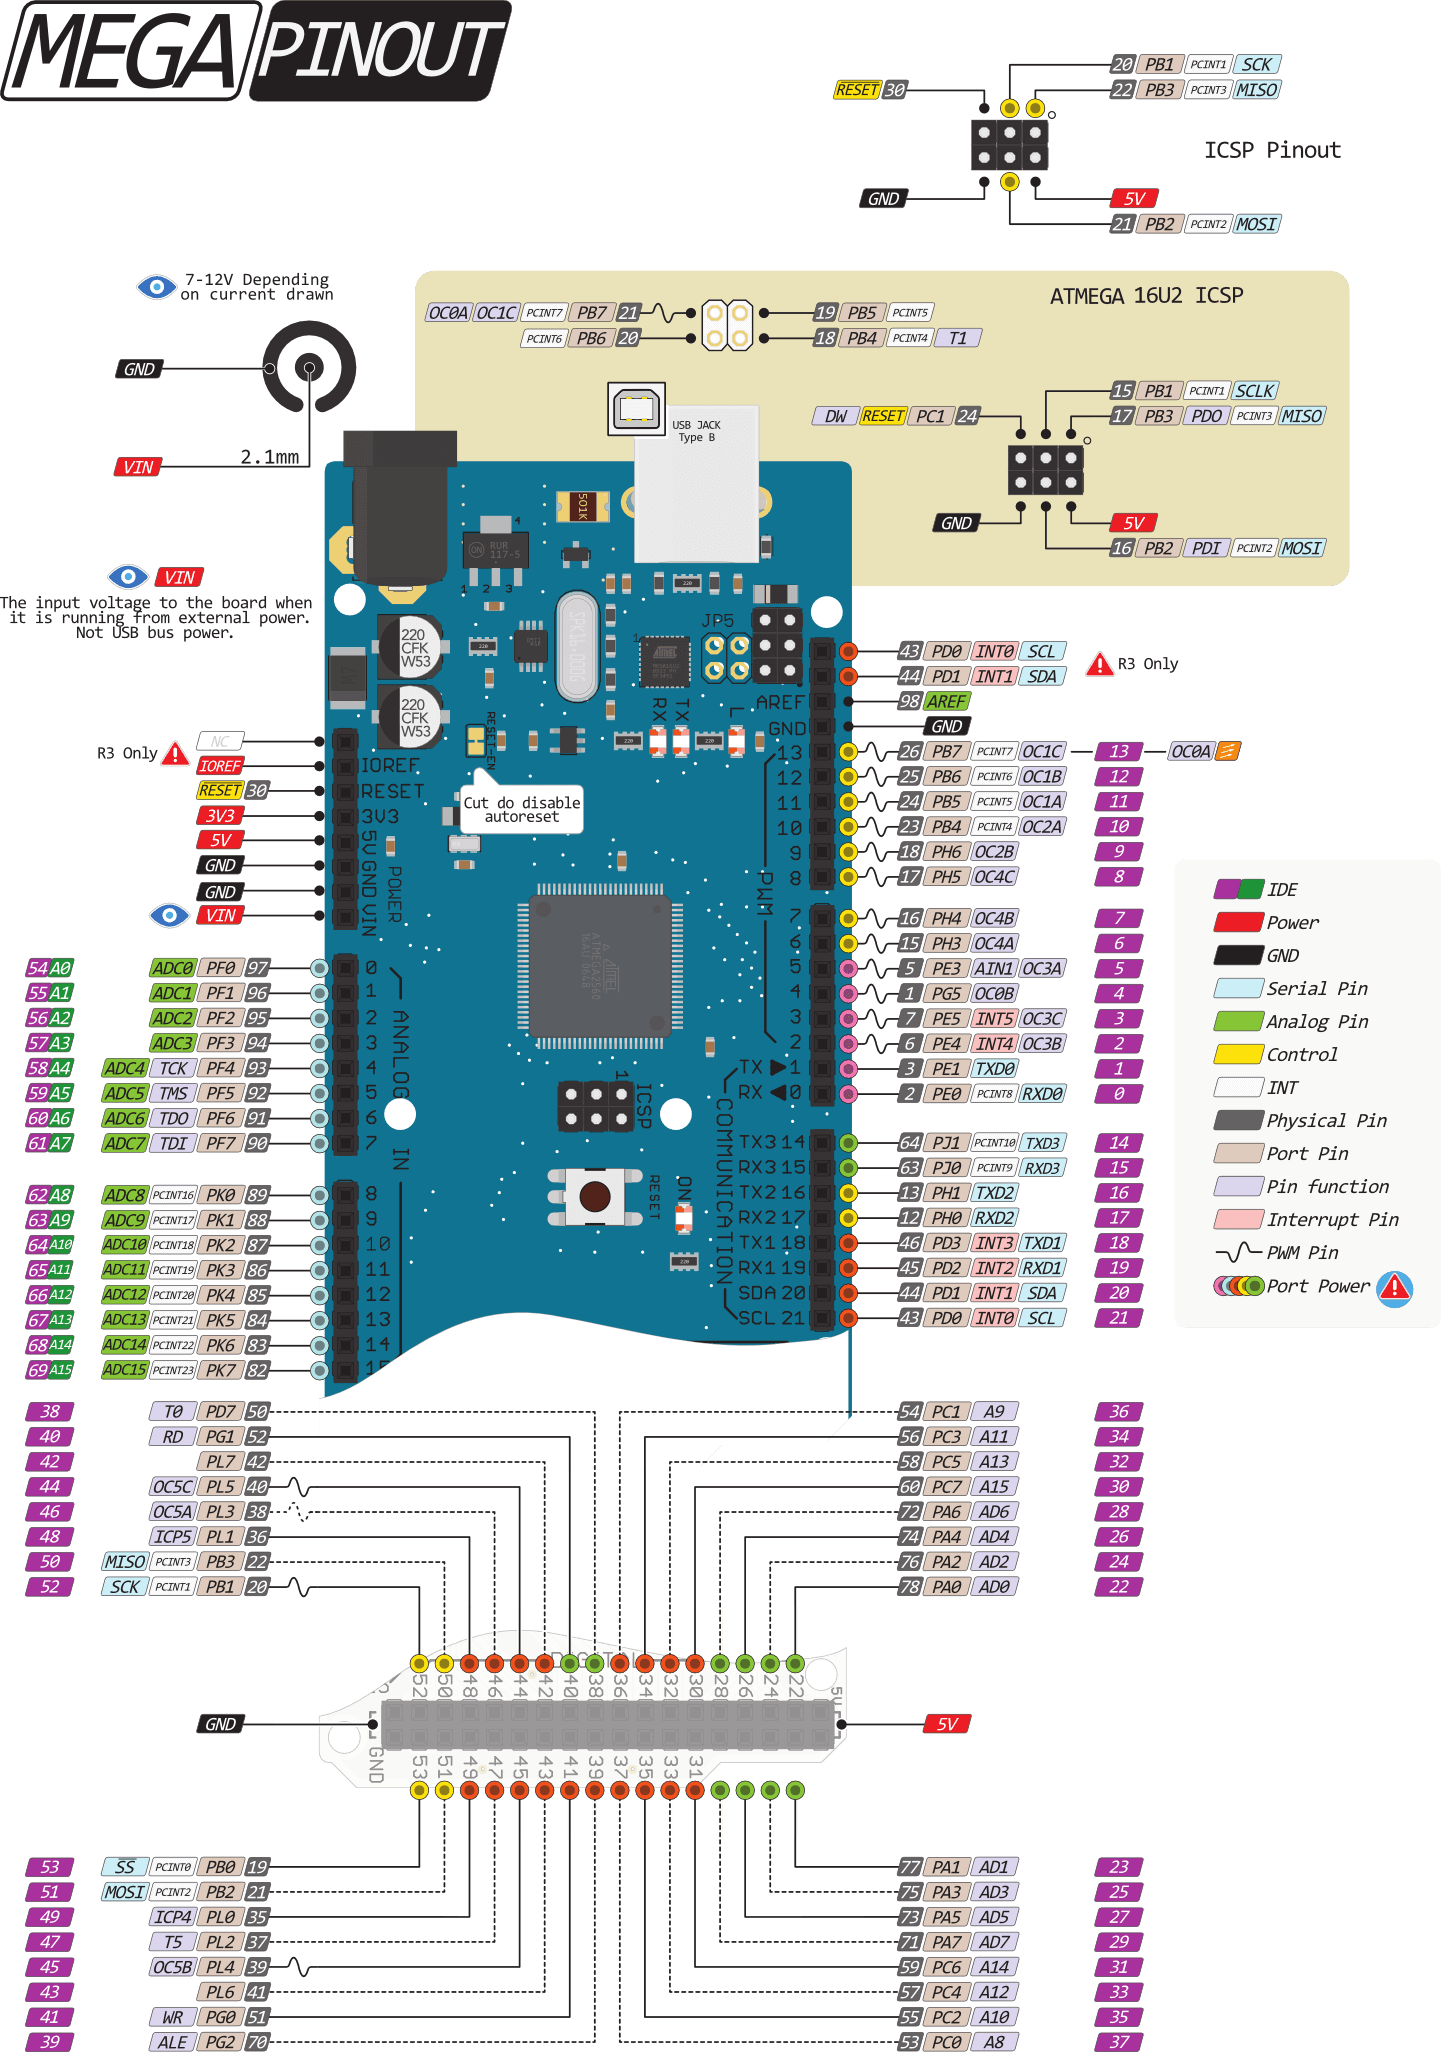 MEGA PINOUT
20 PB1 PCINT1 SCK
RESET 30
22 PB3 PCINT3 MISO
ICSP Pinout
GND
5V
21 PB2 PCINT2 MOSI
7-12V Depending
on current drawn
GND
VIN
2.1mm
ATMEGA 16U2 ICSP
OC0A OC1C PCINT7 PB7 21
19 PB5 PCINT5
PCINT6 PB6 20
18 PB4 PCINT4 T1
15 PB1 PCINT1 SCLK
DW RESET PC1 24
17 PB3 PDO PCINT3 MISO
GND
5V
16 PB2 PDI PCINT2 MOSI
USB JACK
Type B
VIN
The input voltage to the board when
it is running from external power.
Not USB bus power.
501K
4
ON
RUR
117-5
1 2 3
220
CFK
W53
220
CFK
W53
220
220
220
220
220
SPK16.000G
JP5
1
RX
TX
L
RESET-EN
Cut do disable
autoreset
AREF
GND
13
12
11
10
9
8
PWM
7
6
5
4
3
2
TX 1
RX 0
TX3 14
RX3 15
TX2 16
RX2 17
TX1 18
RX1 19
SDA 20
SCL 21
COMMUNICATION
IOREF
RESET
3V3
5V
GND
VIN
POWER
ATMEL
ATMEGA2560
16AU 0648
ICSP
1
RESET
ON
ANALOG IN
0
1
2
3
4
5
6
7
8
9
10
11
12
13
14
15
NC
R3 Only
IOREF
RESET 30
3V3
5V
GND
GND
VIN
54 A0 ADC0 PF0 97
55 A1 ADC1 PF1 96
56 A2 ADC2 PF2 95
57 A3 ADC3 PF3 94
58 A4 ADC4 TCK PF4 93
59 A5 ADC5 TMS PF5 92
60 A6 ADC6 TDO PF6 91
61 A7 ADC7 TDI PF7 90
62 A8 ADC8 PCINT16 PK0 89
63 A9 ADC9 PCINT17 PK1 88
64 A10 ADC10 PCINT18 PK2 87
65 A11 ADC11 PCINT19 PK3 86
66 A12 ADC12 PCINT20 PK4 85
67 A13 ADC13 PCINT21 PK5 84
68 A14 ADC14 PCINT22 PK6 83
69 A15 ADC15 PCINT23 PK7 82
43 PD0 INT0 SCL
44 PD1 INT1 SDA
R3 Only
98 AREF
GND
26 PB7 PCINT7 OC1C 13 OC0A
25 PB6 PCINT6 OC1B 12
24 PB5 PCINT5 OC1A 11
23 PB4 PCINT4 OC2A 10
18 PH6 OC2B 9
17 PH5 OC4C 8
16 PH4 OC4B 7
15 PH3 OC4A 6
5 PE3 AIN1 OC3A 5
1 PG5 OC0B 4
7 PE5 INT5 OC3C 3
6 PE4 INT4 OC3B 2
3 PE1 TXD0 1
2 PE0 PCINT8 RXD0 0
64 PJ1 PCINT10 TXD3 14
63 PJ0 PCINT9 RXD3 15
13 PH1 TXD2 16
12 PH0 RXD2 17
46 PD3 INT3 TXD1 18
45 PD2 INT2 RXD1 19
44 PD1 INT1 SDA 20
43 PD0 INT0 SCL 21
IDE
Power
GND
Serial Pin
Analog Pin
Control
INT
Physical Pin
Port Pin
Pin function
Interrupt Pin
PWM Pin
Port Power
38 T0 PD7 50
40 RD PG1 52
42 PL7 42
44 OC5C PL5 40
46 OC5A PL3 38
48 ICP5 PL1 36
50 MISO PCINT3 PB3 22
52 SCK PCINT1 PB1 20
54 PC1 A9 36
56 PC3 A11 34
58 PC5 A13 32
60 PC7 A15 30
72 PA6 AD6 28
74 PA4 AD4 26
76 PA2 AD2 24
78 PA0 AD0 22
DIGITAL
52 50 48 46 44 42 40 38 36 34 32 30 28 26 24 22
5V
GND
5V
GND
53 51 49 47 45 43 41 39 37 35 33 31
53 SS PCINT0 PB0 19
51 MOSI PCINT2 PB2 21
49 ICP4 PL0 35
47 T5 PL2 37
45 OC5B PL4 39
43 PL6 41
41 WR PG0 51
39 ALE PG2 70
77 PA1 AD1 23
75 PA3 AD3 25
73 PA5 AD5 27
71 PA7 AD7 29
59 PC6 A14 31
57 PC4 A12 33
55 PC2 A10 35
53 PC0 A8 37